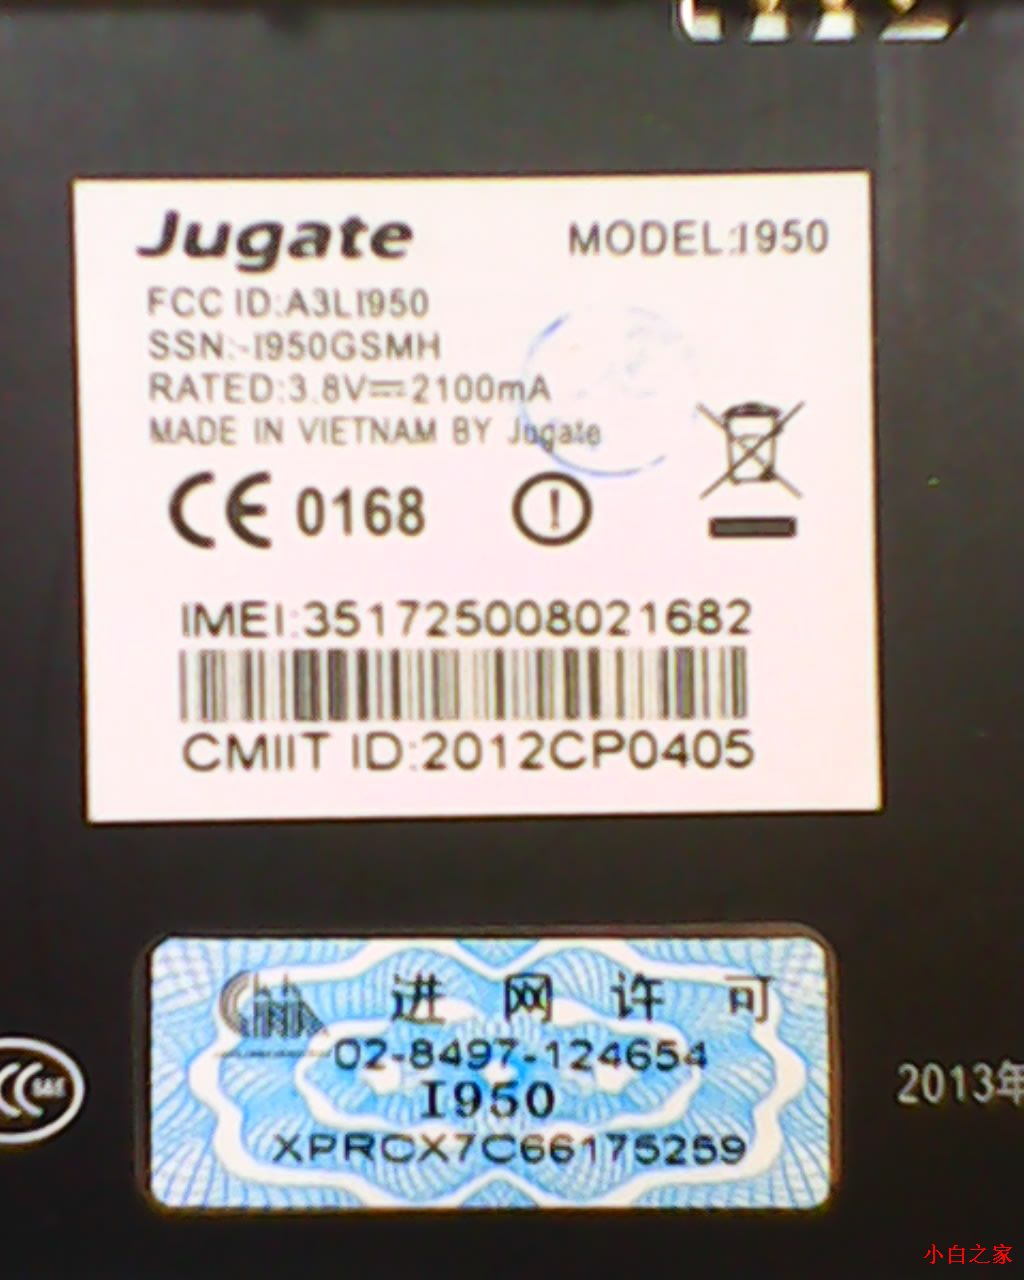 Jugate
MODEL:I950
FCC ID:A3LI950
SSN:-I950GSMH
RATED:3.8V⎓2100mA
MADE IN VIETNAM BY Jugate
CE 0168
IMEI:351725008021682
CMIIT ID:2012CP0405
进网许可
02-8497-124654
I950
XPRCX7C66175259
CC S&E
2013年
小白之家